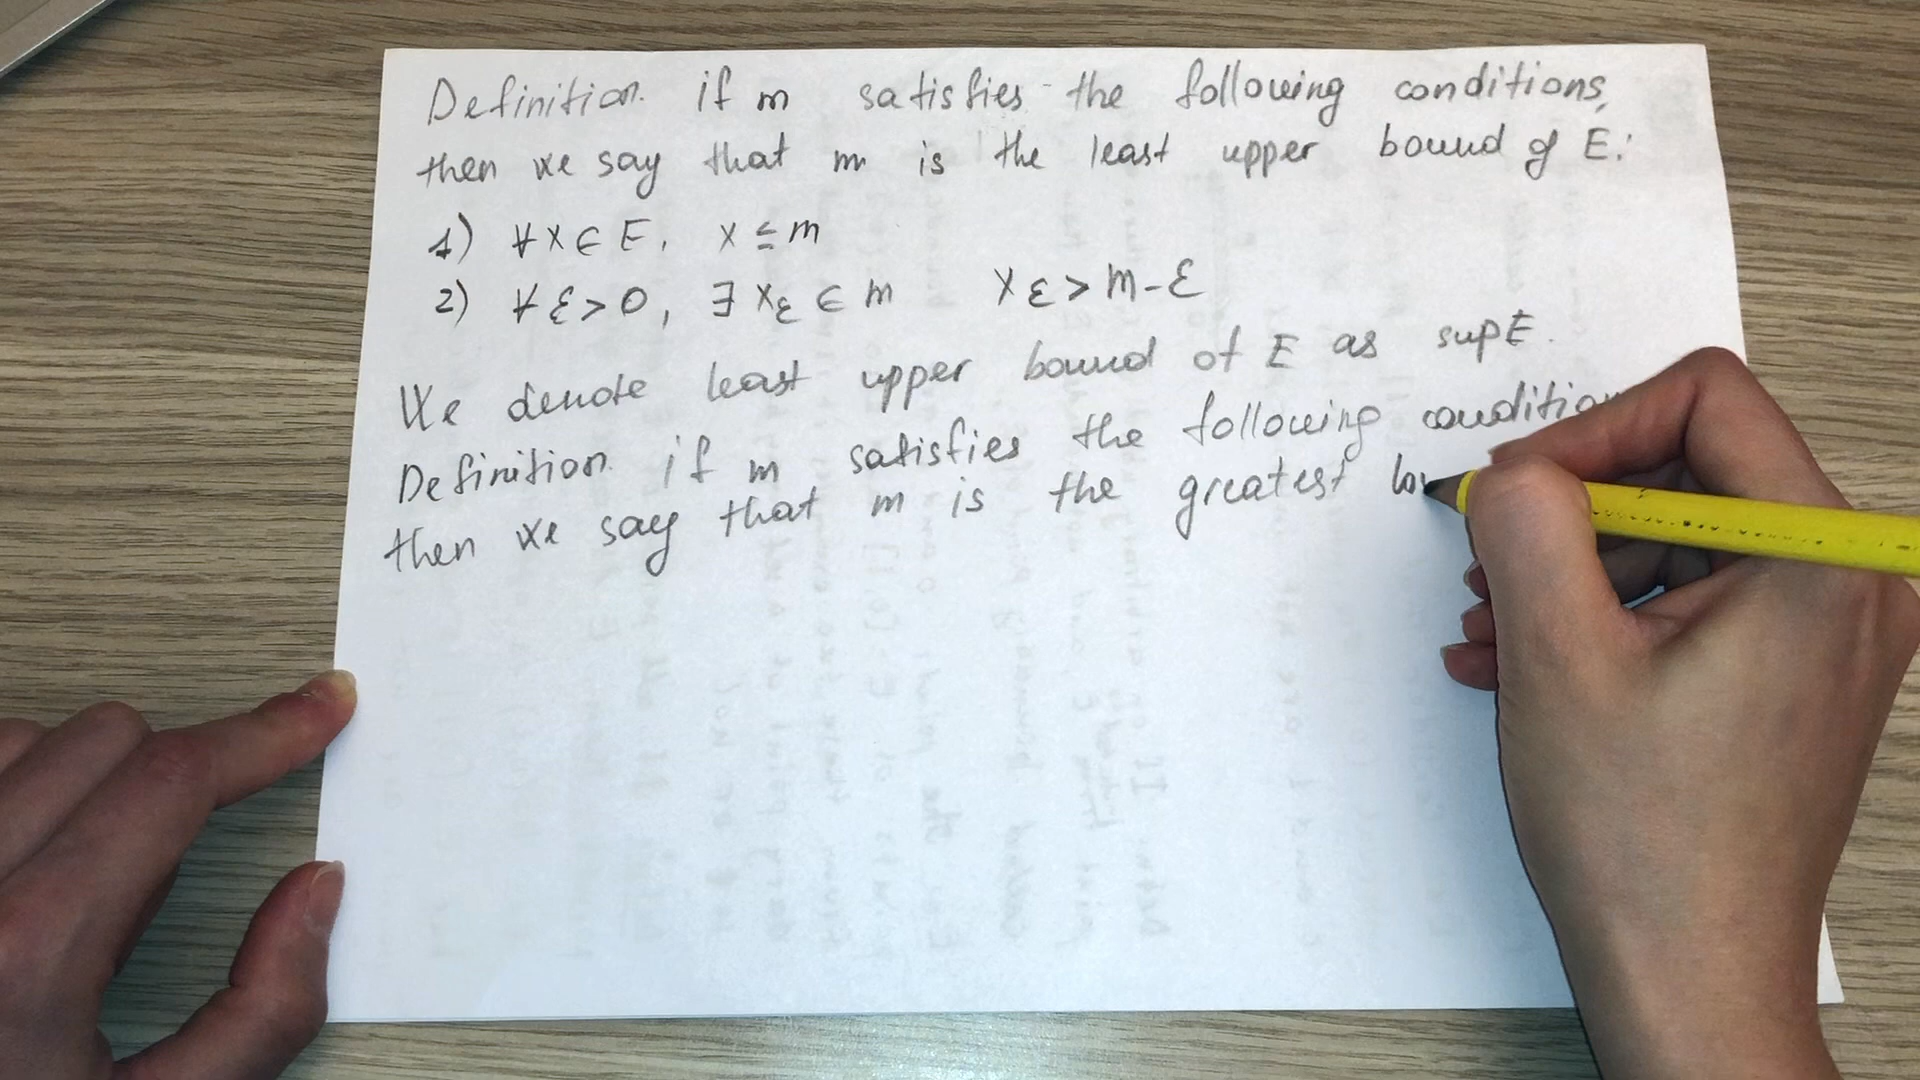 Definition. if m satisfies the following conditions,
then we say that m is the least upper bound of E:
1) ∀x∈E, x≤m
2) ∀ε>0, ∃xε∈m xε>m-ε
We denote least upper bound of E as supE.
Definition. if m satisfies the following condition
then we say that m is the greatest low